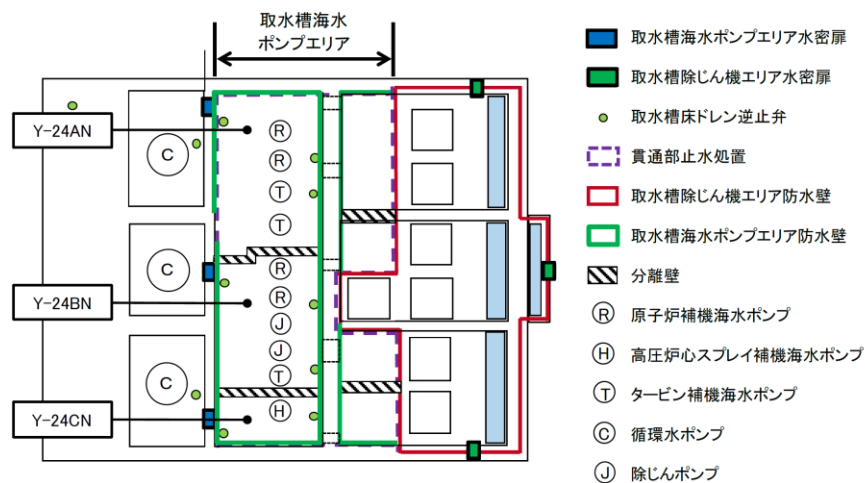 取水槽海水
ポンプエリア
Y-24AN
Y-24BN
Y-24CN
C
C
C
R
R
T
T
R
R
J
J
T
H
取水槽海水ポンプエリア水密扉
取水槽除じん機エリア水密扉
取水槽床ドレン逆止弁
貫通部止水処置
取水槽除じん機エリア防水壁
取水槽海水ポンプエリア防水壁
分離壁
R 原子炉補機海水ポンプ
H 高圧炉心スプレイ補機海水ポンプ
T タービン補機海水ポンプ
C 循環水ポンプ
J 除じんポンプ